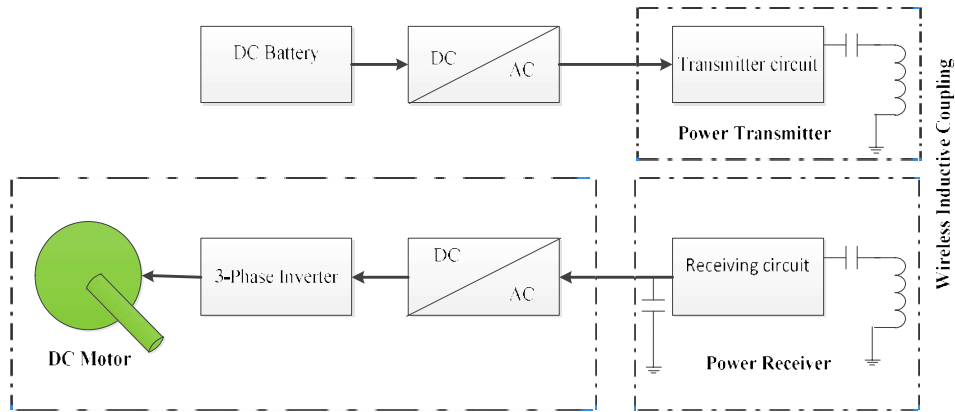 DC Battery
DC
AC
Transmitter circuit
Power Transmitter
Wireless Inductive Coupling
DC Motor
3-Phase Inverter
DC
AC
Receiving circuit
Power Receiver